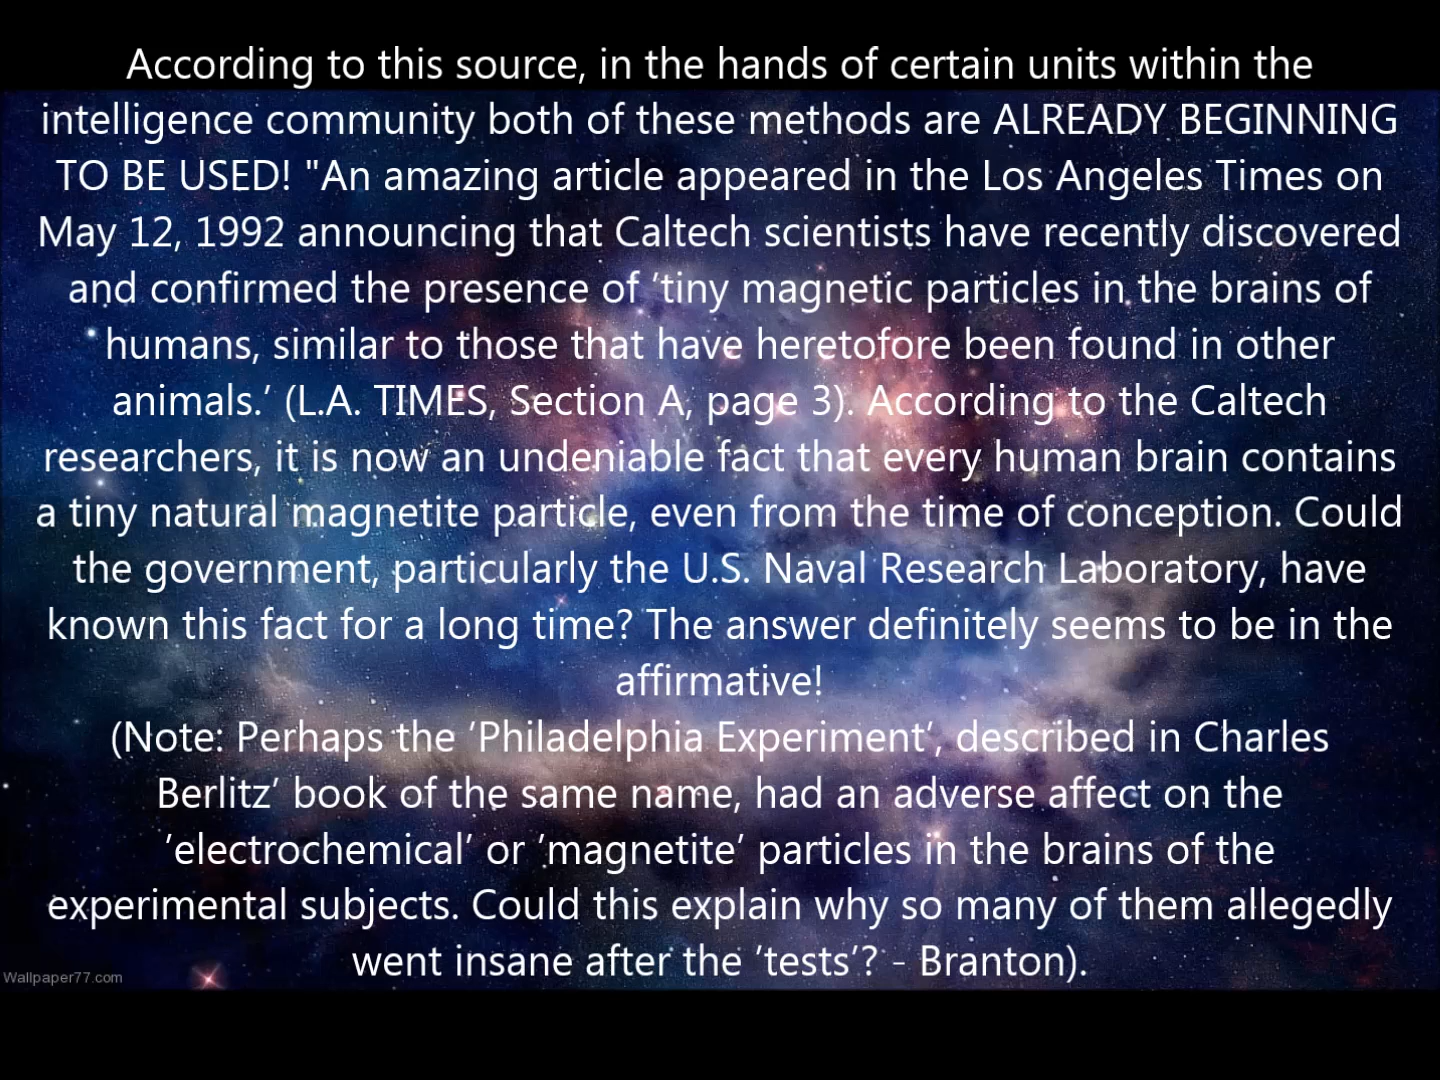 According to this source, in the hands of certain units within the
intelligence community both of these methods are ALREADY BEGINNING
TO BE USED! "An amazing article appeared in the Los Angeles Times on
May 12, 1992 announcing that Caltech scientists have recently discovered
and confirmed the presence of ‘tiny magnetic particles in the brains of
humans, similar to those that have heretofore been found in other
animals.’ (L.A. TIMES, Section A, page 3). According to the Caltech
researchers, it is now an undeniable fact that every human brain contains
a tiny natural magnetite particle, even from the time of conception. Could
the government, particularly the U.S. Naval Research Laboratory, have
known this fact for a long time? The answer definitely seems to be in the
affirmative!
(Note: Perhaps the ‘Philadelphia Experiment’, described in Charles
Berlitz’ book of the same name, had an adverse affect on the
‘electrochemical’ or ‘magnetite’ particles in the brains of the
experimental subjects. Could this explain why so many of them allegedly
went insane after the ‘tests’? - Branton).
Wallpaper77.com